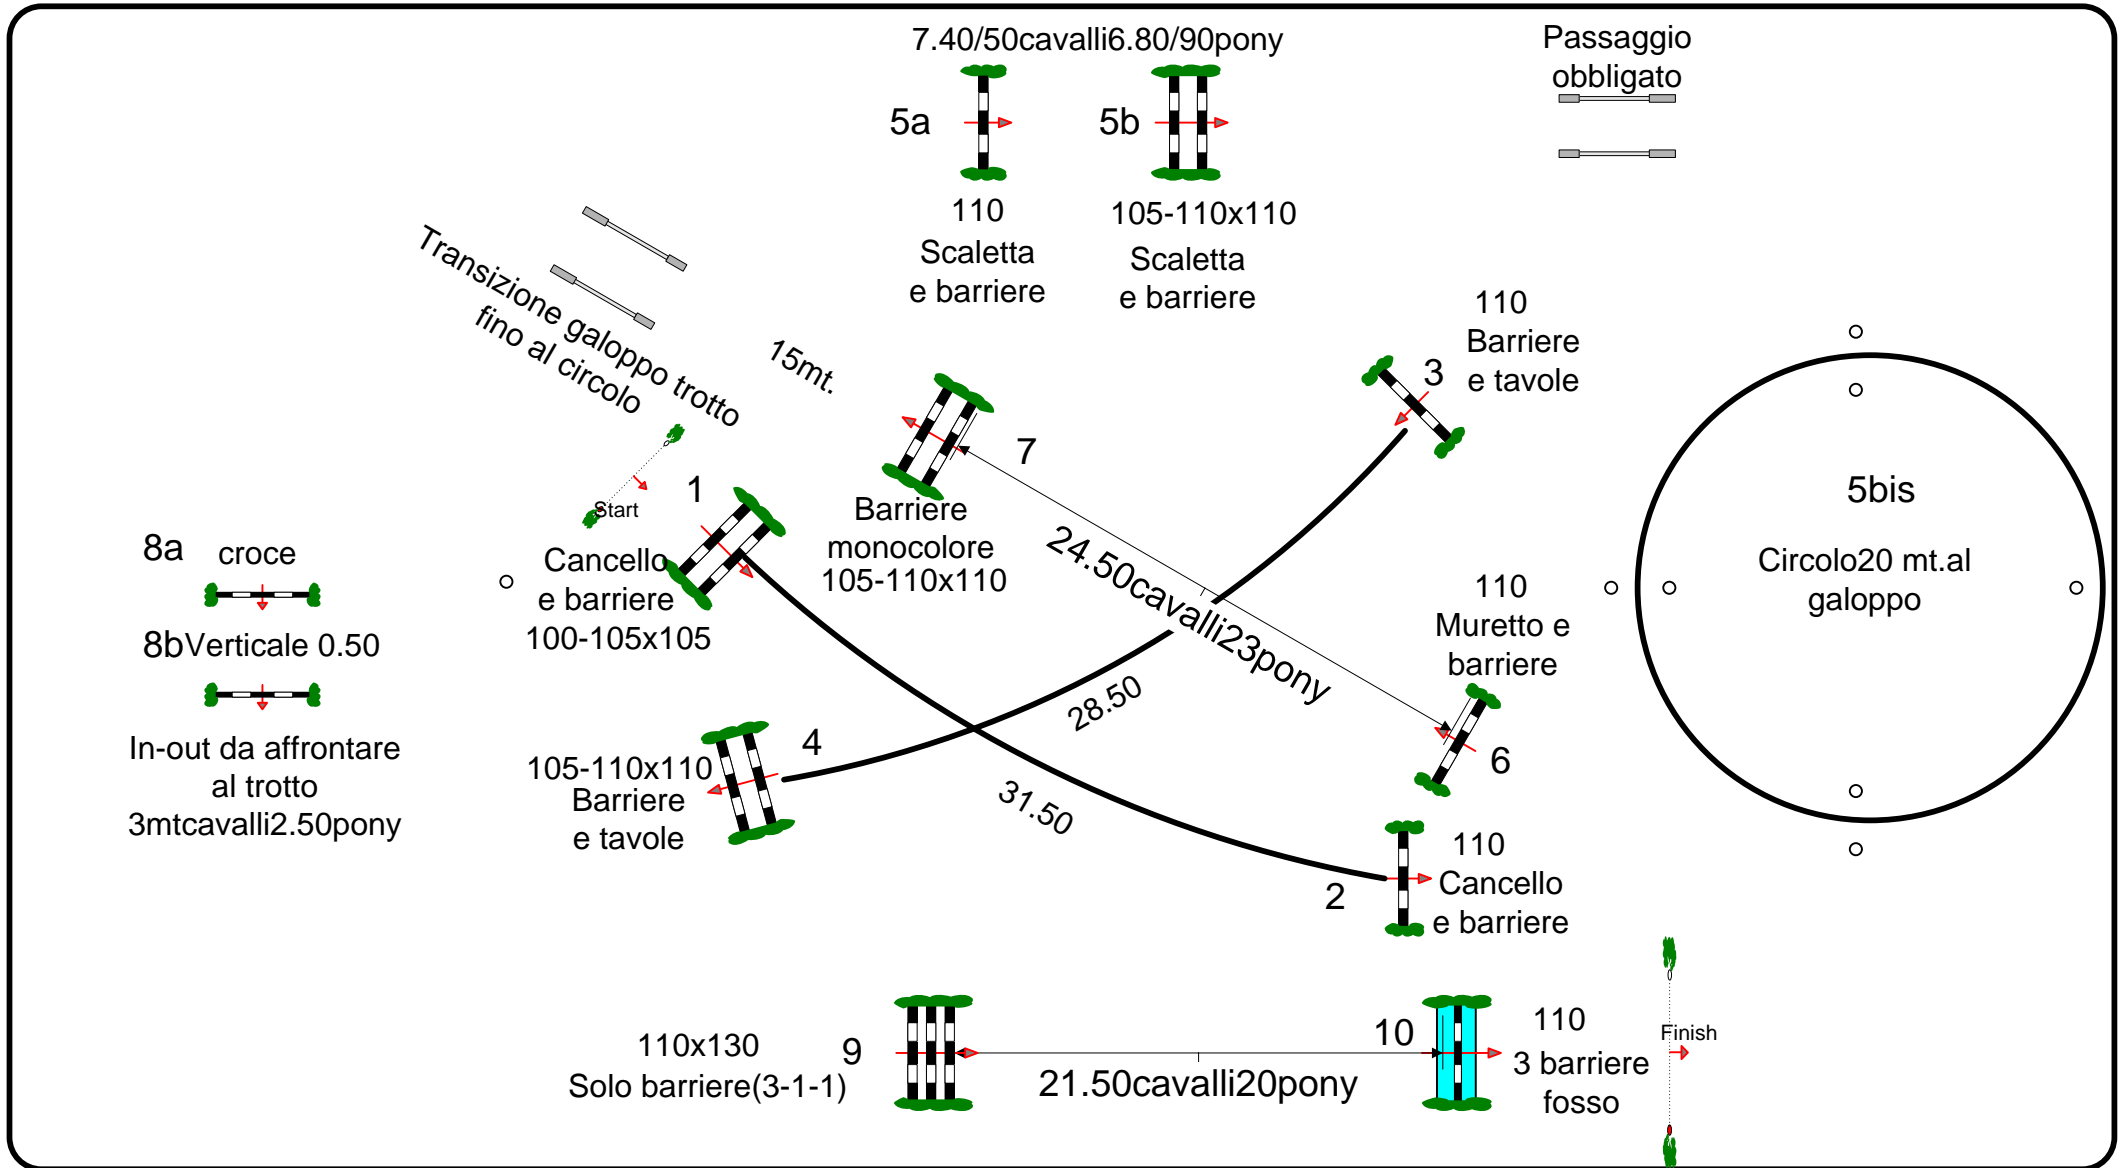 7.40/50cavalli6.80/90pony
Passaggio
obbligato
5a
5b
110
Scaletta
e barriere
105-110x110
Scaletta
e barriere
Transizione galoppo trotto
fino al circolo
15mt.
110
Barriere
e tavole
3
7
1
Start
Cancello
e barriere
100-105x105
Barriere
monocolore
105-110x110
24.50cavalli23pony
5bis
Circolo20 mt.al
galoppo
8a
croce
8bVerticale 0.50
In-out da affrontare
al trotto
3mtcavalli2.50pony
110
Muretto e
barriere
6
28.50
31.50
4
105-110x110
Barriere
e tavole
2
110
Cancello
e barriere
110x130
Solo barriere(3-1-1)
9
21.50cavalli20pony
10
110
3 barriere
fosso
Finish